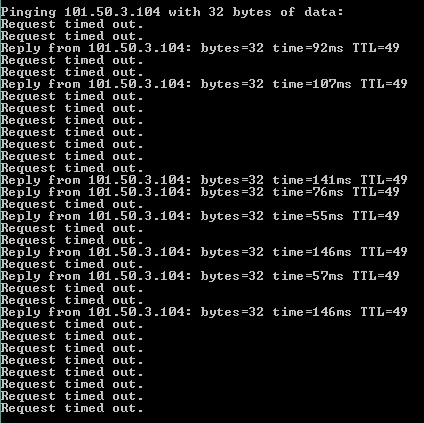 Pinging 101.50.3.104 with 32 bytes of data:
Request timed out.
Request timed out.
Reply from 101.50.3.104: bytes=32 time=92ms TTL=49
Request timed out.
Request timed out.
Reply from 101.50.3.104: bytes=32 time=107ms TTL=49
Request timed out.
Request timed out.
Request timed out.
Request timed out.
Request timed out.
Request timed out.
Request timed out.
Reply from 101.50.3.104: bytes=32 time=141ms TTL=49
Reply from 101.50.3.104: bytes=32 time=76ms TTL=49
Request timed out.
Reply from 101.50.3.104: bytes=32 time=55ms TTL=49
Request timed out.
Request timed out.
Reply from 101.50.3.104: bytes=32 time=146ms TTL=49
Request timed out.
Reply from 101.50.3.104: bytes=32 time=57ms TTL=49
Request timed out.
Request timed out.
Reply from 101.50.3.104: bytes=32 time=146ms TTL=49
Request timed out.
Request timed out.
Request timed out.
Request timed out.
Request timed out.
Request timed out.
Request timed out.
Request timed out.